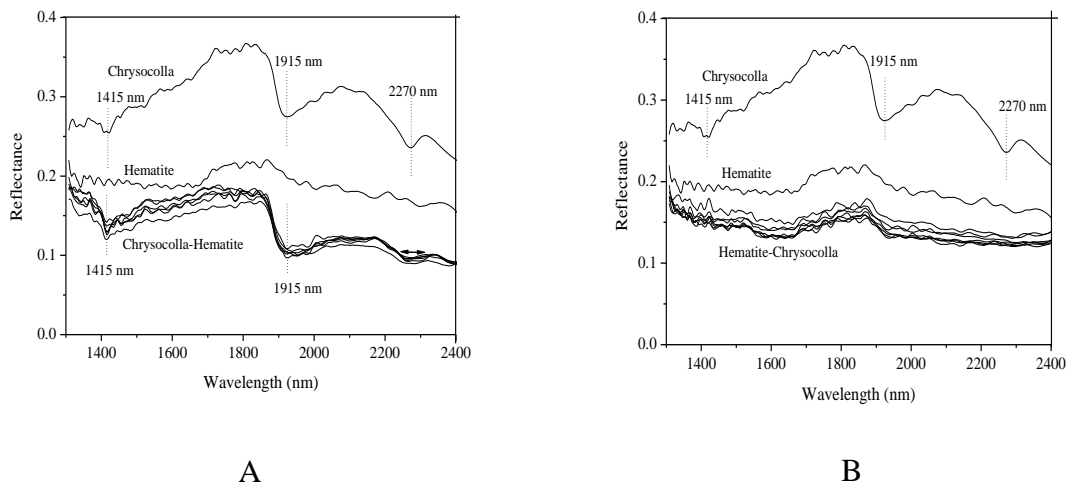 0.4
0.3
0.2
0.1
0.0
Reflectance
1400 1600 1800 2000 2200 2400
Wavelength (nm)
1915 nm
Chrysocolla
1415 nm
2270 nm
Hematite
Chrysocolla-Hematite
1415 nm
1915 nm
A
0.4
0.3
0.2
0.1
0.0
Reflectance
1400 1600 1800 2000 2200 2400
Wavelength (nm)
1915 nm
Chrysocolla
1415 nm
2270 nm
Hematite
Hematite-Chrysocolla
B